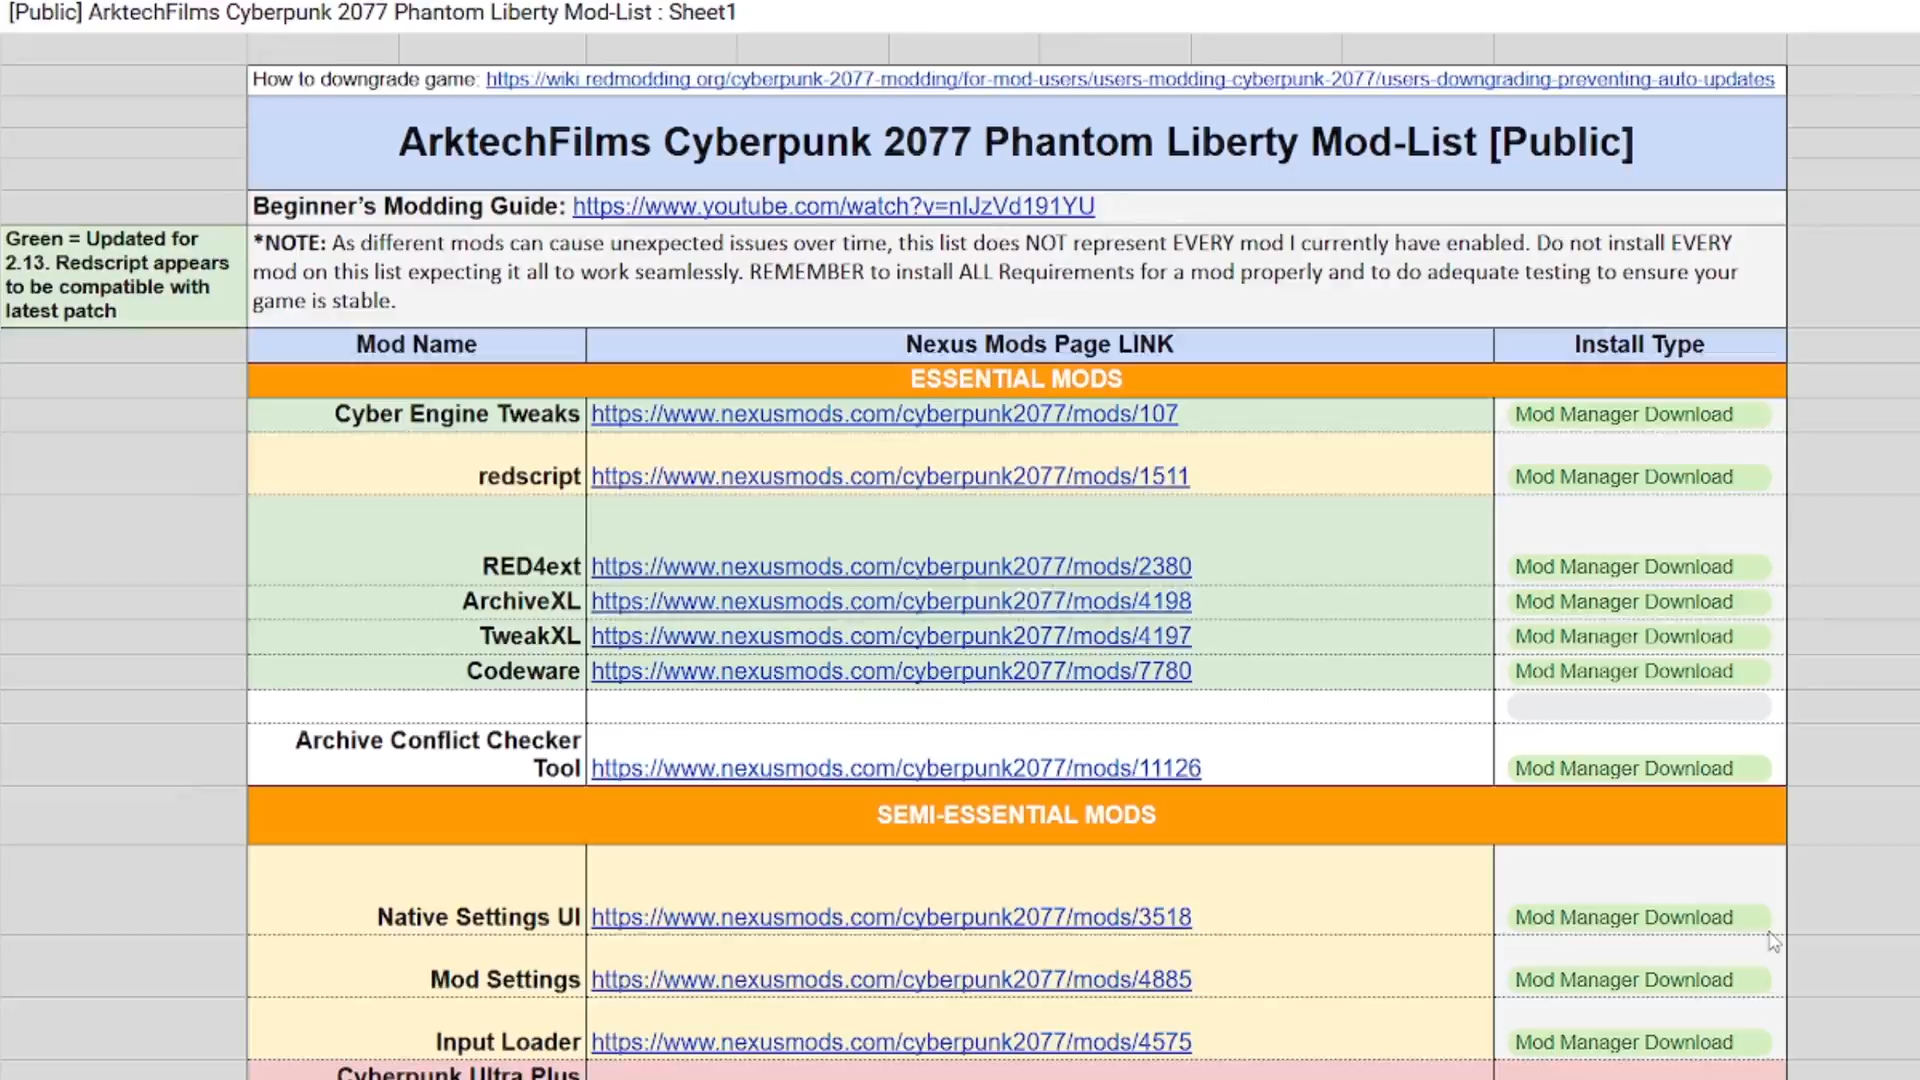 [Public] ArktechFilms Cyberpunk 2077 Phantom Liberty Mod-List : Sheet1
How to downgrade game: https://wiki.redmodding.org/cyberpunk-2077-modding/for-mod-users/users-modding-cyberpunk-2077/users-downgrading-preventing-auto-updates
ArktechFilms Cyberpunk 2077 Phantom Liberty Mod-List [Public]
Beginner's Modding Guide: https://www.youtube.com/watch?v=nIJzVd191YU
Green = Updated for
2.13. Redscript appears
to be compatible with
latest patch
*NOTE: As different mods can cause unexpected issues over time, this list does NOT represent EVERY mod I currently have enabled. Do not install EVERY
mod on this list expecting it all to work seamlessly. REMEMBER to install ALL Requirements for a mod properly and to do adequate testing to ensure your
game is stable.
Mod Name Nexus Mods Page LINK Install Type
ESSENTIAL MODS
Cyber Engine Tweaks https://www.nexusmods.com/cyberpunk2077/mods/107 Mod Manager Download
redscript https://www.nexusmods.com/cyberpunk2077/mods/1511 Mod Manager Download
RED4ext https://www.nexusmods.com/cyberpunk2077/mods/2380 Mod Manager Download
ArchiveXL https://www.nexusmods.com/cyberpunk2077/mods/4198 Mod Manager Download
TweakXL https://www.nexusmods.com/cyberpunk2077/mods/4197 Mod Manager Download
Codeware https://www.nexusmods.com/cyberpunk2077/mods/7780 Mod Manager Download
Archive Conflict Checker
Tool https://www.nexusmods.com/cyberpunk2077/mods/11126 Mod Manager Download
SEMI-ESSENTIAL MODS
Native Settings UI https://www.nexusmods.com/cyberpunk2077/mods/3518 Mod Manager Download
Mod Settings https://www.nexusmods.com/cyberpunk2077/mods/4885 Mod Manager Download
Input Loader https://www.nexusmods.com/cyberpunk2077/mods/4575 Mod Manager Download
Cyberpunk Ultra Plus